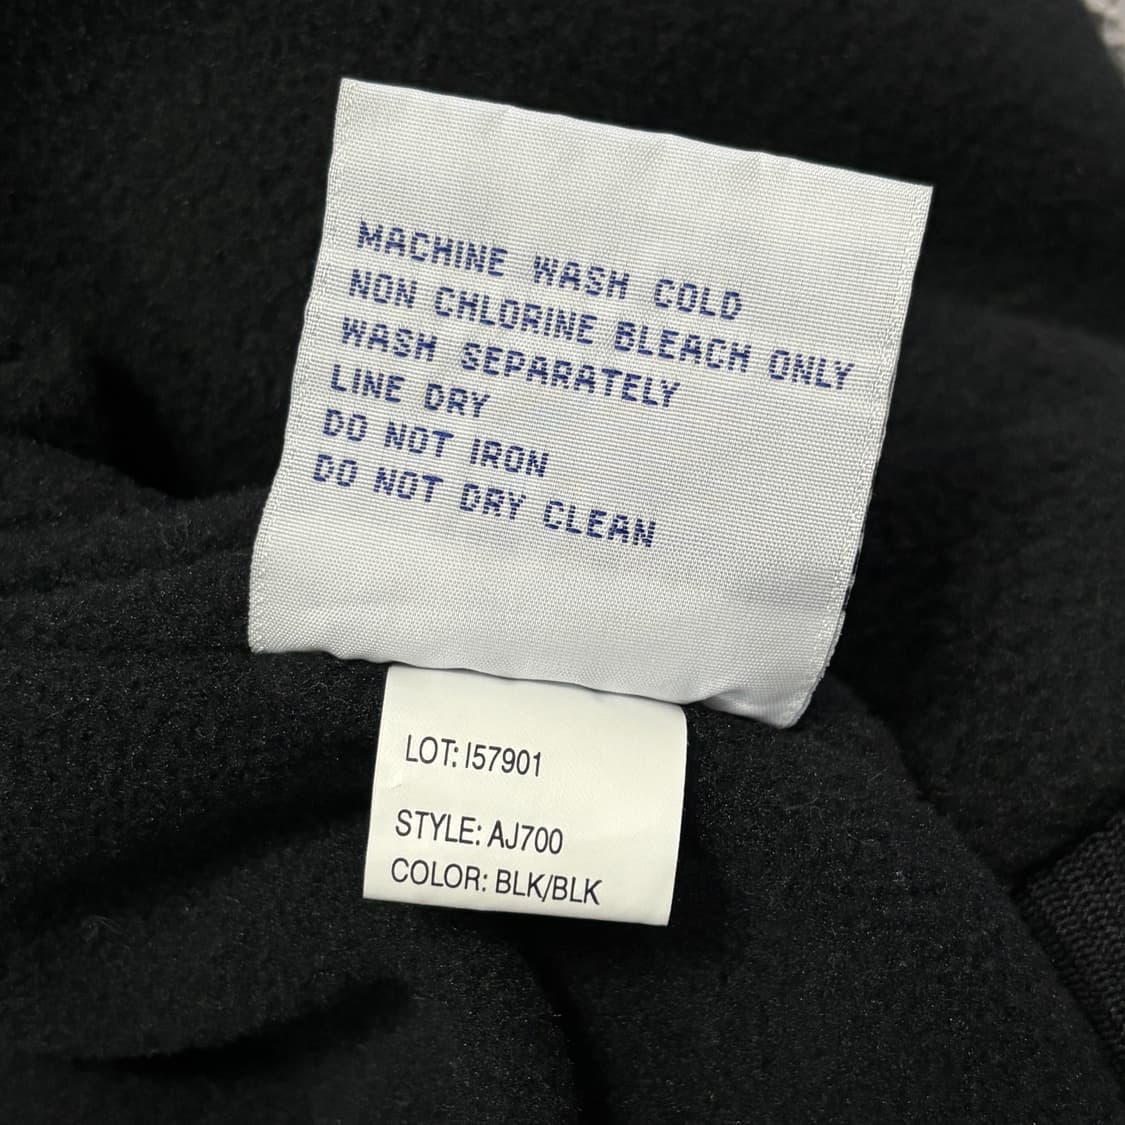 MACHINE WASH COLD
NON CHLORINE BLEACH ONLY
WASH SEPARATELY
LINE DRY
DO NOT IRON
DO NOT DRY CLEAN
LOT: I57901
STYLE: AJ700
COLOR: BLK/BLK